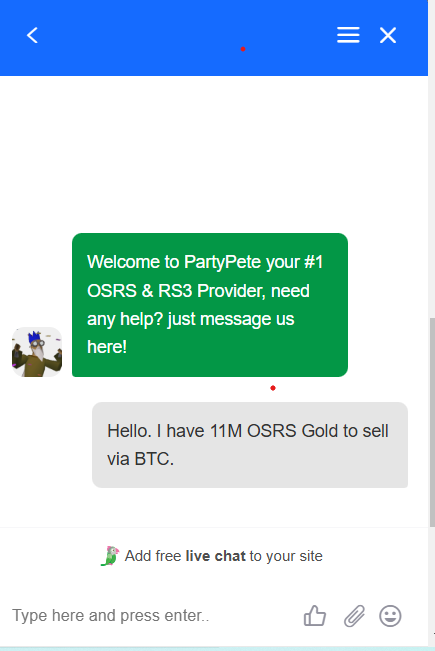 Welcome to PartyPete your #1
OSRS & RS3 Provider, need
any help? just message us
here!
Hello. I have 11M OSRS Gold to sell
via BTC.
Add free live chat to your site
Type here and press enter..